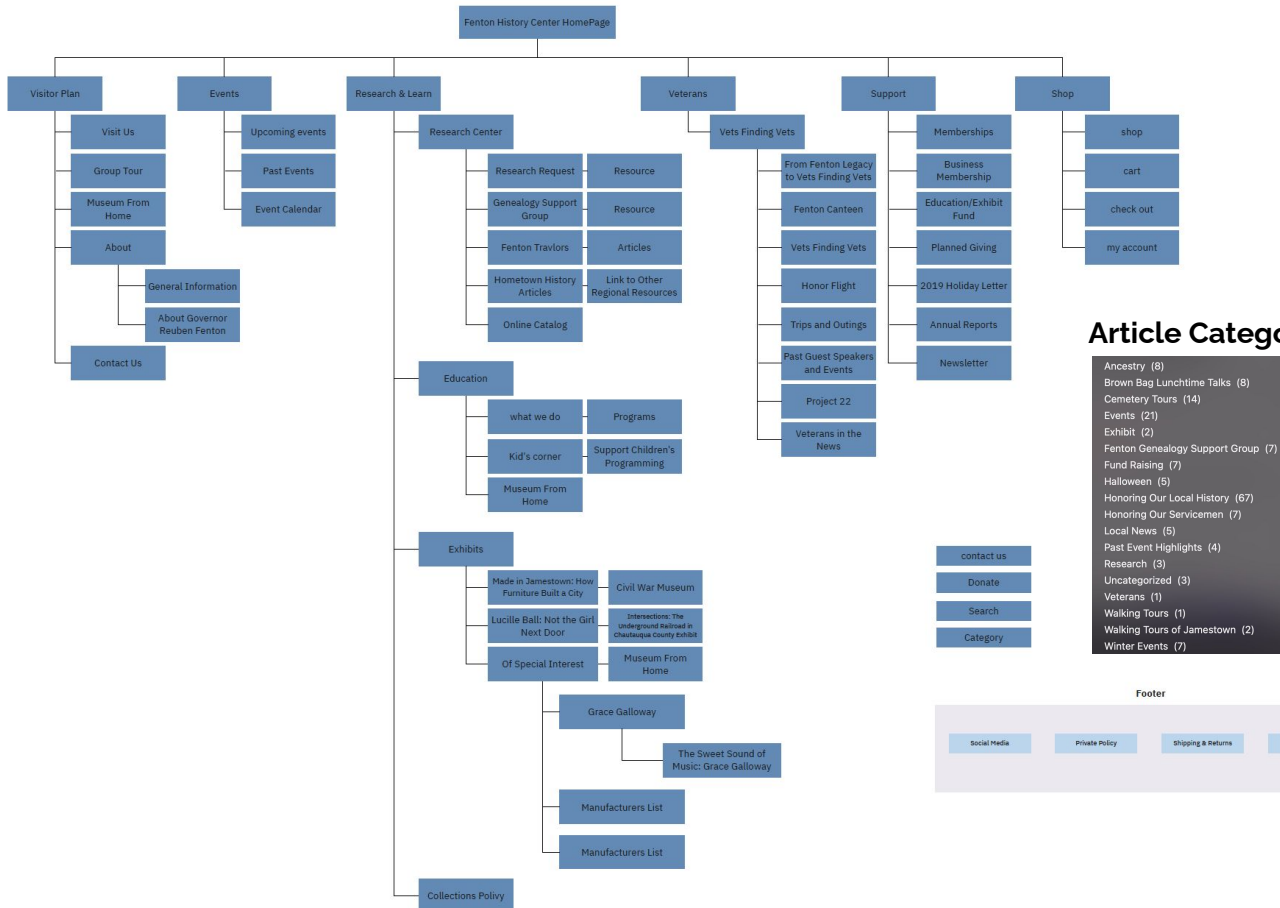 Fenton History Center HomePage
Visitor Plan
Events
Research & Learn
Veterans
Support
Shop
Visit Us
Group Tour
Museum From
Home
About
General Information
About Governor
Reuben Fenton
Contact Us
Upcoming events
Past Events
Event Calendar
Research Center
Research Request
Resource
Genealogy Support
Group
Resource
Fenton Travlors
Articles
Hometown History
Articles
Link to Other
Regional Resources
Online Catalog
Education
what we do
Programs
Kid's corner
Support Children's
Programming
Museum From
Home
Exhibits
Made in Jamestown: How
Furniture Built a City
Civil War Museum
Lucille Ball: Not the Girl
Next Door
Intersections: The
Underground Railroad in
Chautauqua County Exhibit
Of Special Interest
Museum From
Home
Grace Galloway
The Sweet Sound of
Music: Grace Galloway
Manufacturers List
Manufacturers List
Collections Polivy
Vets Finding Vets
From Fenton Legacy
to Vets Finding Vets
Fenton Canteen
Vets Finding Vets
Honor Flight
Trips and Outings
Past Guest Speakers
and Events
Project 22
Veterans in the
News
Memberships
Business
Membership
Education/Exhibit
Fund
Planned Giving
2019 Holiday Letter
Annual Reports
Newsletter
shop
cart
check out
my account
Article Catego
Ancestry (8)
Brown Bag Lunchtime Talks (8)
Cemetery Tours (14)
Events (21)
Exhibit (2)
Fenton Genealogy Support Group (7)
Fund Raising (7)
Halloween (5)
Honoring Our Local History (67)
Honoring Our Servicemen (7)
Local News (5)
Past Event Highlights (4)
Research (3)
Uncategorized (3)
Veterans (1)
Walking Tours (1)
Walking Tours of Jamestown (2)
Winter Events (7)
contact us
Donate
Search
Category
Footer
Social Media
Private Policy
Shipping & Returns